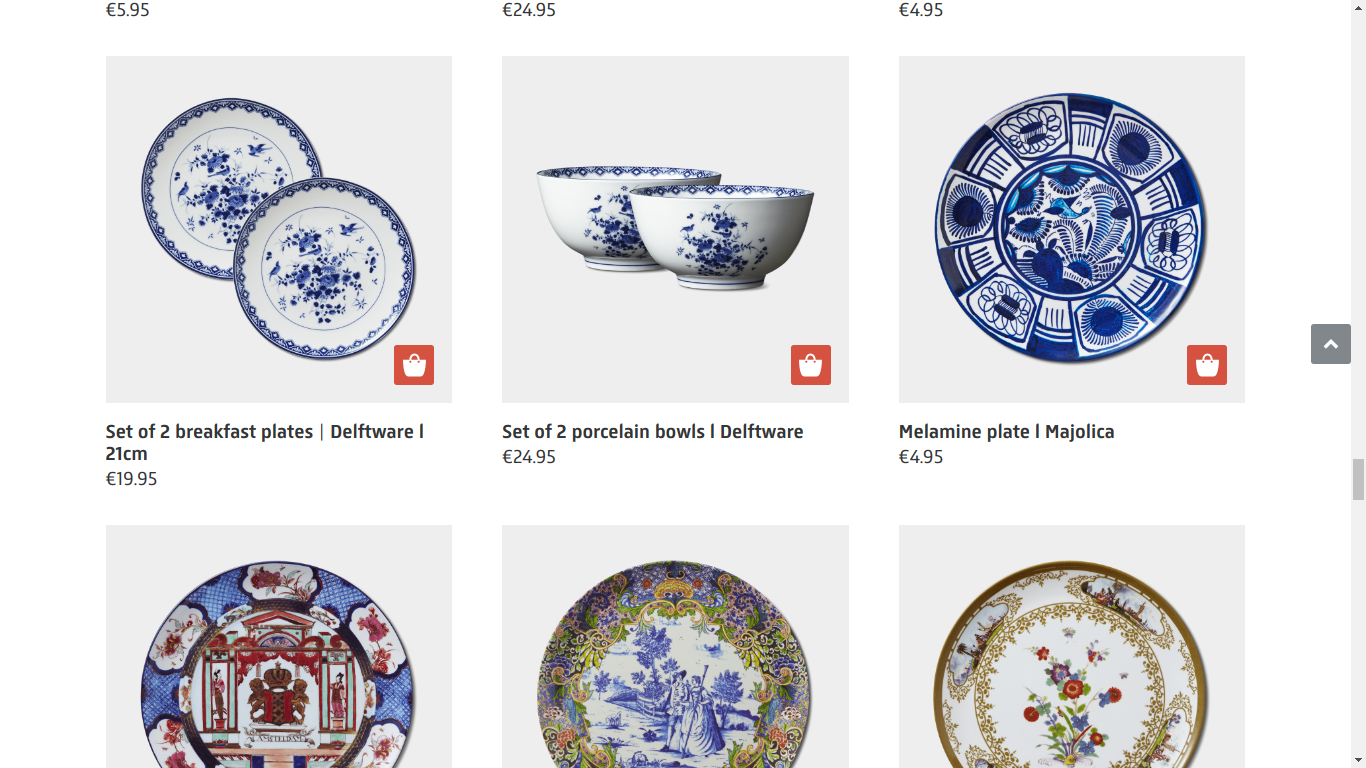 €5.95
€24.95
€4.95
Set of 2 breakfast plates | Delftware l
21cm
€19.95
Set of 2 porcelain bowls l Delftware
€24.95
Melamine plate l Majolica
€4.95